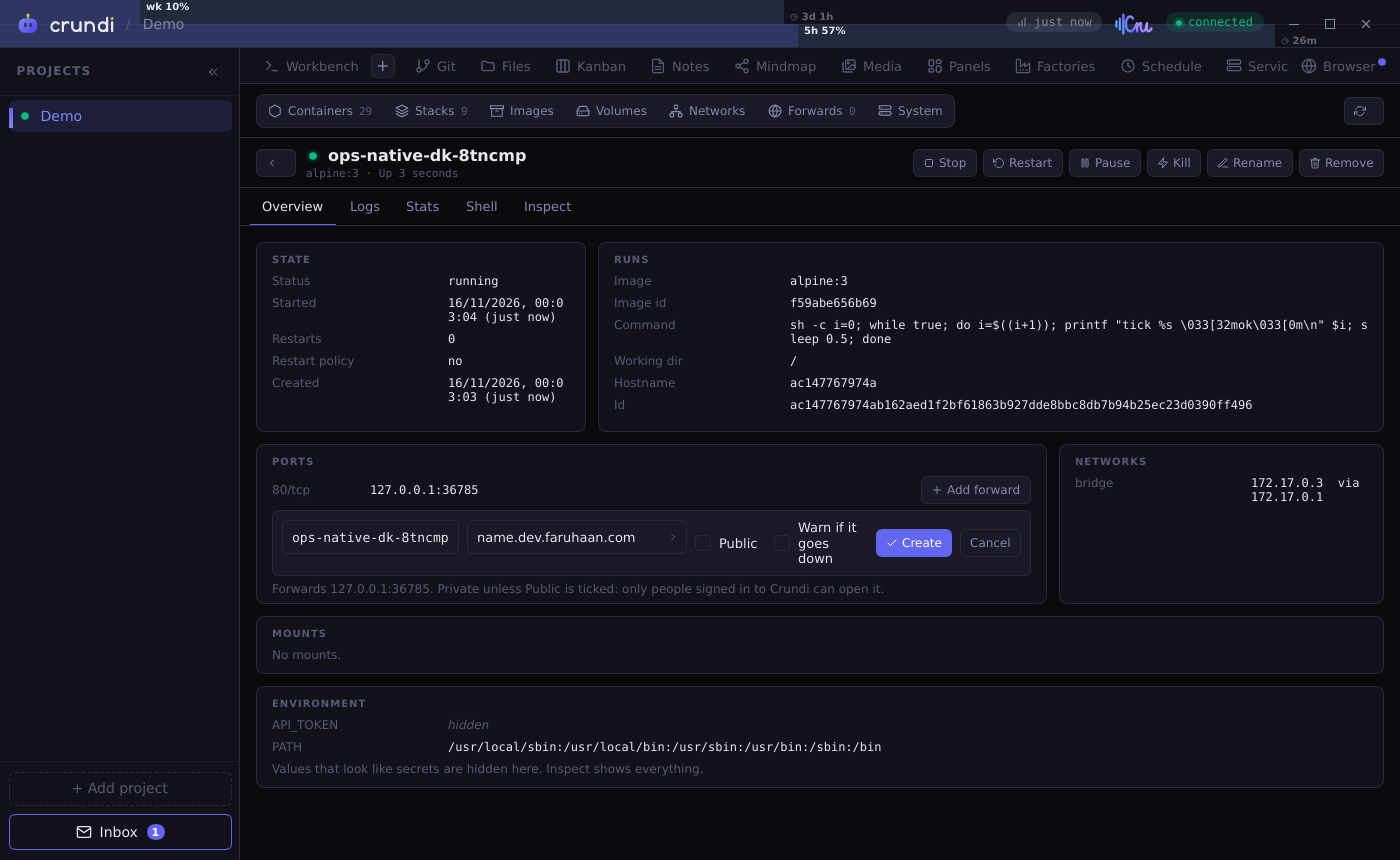 wk 10%
3d 1h
5h 57%
26m
crundi / Demo
just now
Cru
connected
PROJECTS
Demo
+ Add project
Inbox 1
Workbench
Git
Files
Kanban
Notes
Mindmap
Media
Panels
Factories
Schedule
Servic
Browser
Containers 29
Stacks 9
Images
Volumes
Networks
Forwards 0
System
ops-native-dk-8tncmp
alpine:3 · Up 3 seconds
Stop
Restart
Pause
Kill
Rename
Remove
Overview
Logs
Stats
Shell
Inspect
STATE
Status running
Started 16/11/2026, 00:0
3:04 (just now)
Restarts 0
Restart policy no
Created 16/11/2026, 00:0
3:03 (just now)
RUNS
Image alpine:3
Image id f59abe656b69
Command sh -c i=0; while true; do i=$((i+1)); printf "tick %s \033[32mok\033[0m\n" $i; s
leep 0.5; done
Working dir /
Hostname ac147767974a
Id ac147767974ab162aed1f2bf61863b927dde8bbc8db7b94b25ec23d0390ff496
PORTS
80/tcp 127.0.0.1:36785
+ Add forward
ops-native-dk-8tncmp
name.dev.faruhaan.com
Public
Warn if it
goes
down
Create
Cancel
Forwards 127.0.0.1:36785. Private unless Public is ticked: only people signed in to Crundi can open it.
NETWORKS
bridge 172.17.0.3 via
172.17.0.1
MOUNTS
No mounts.
ENVIRONMENT
API_TOKEN hidden
PATH /usr/local/sbin:/usr/local/bin:/usr/sbin:/usr/bin:/sbin:/bin
Values that look like secrets are hidden here. Inspect shows everything.